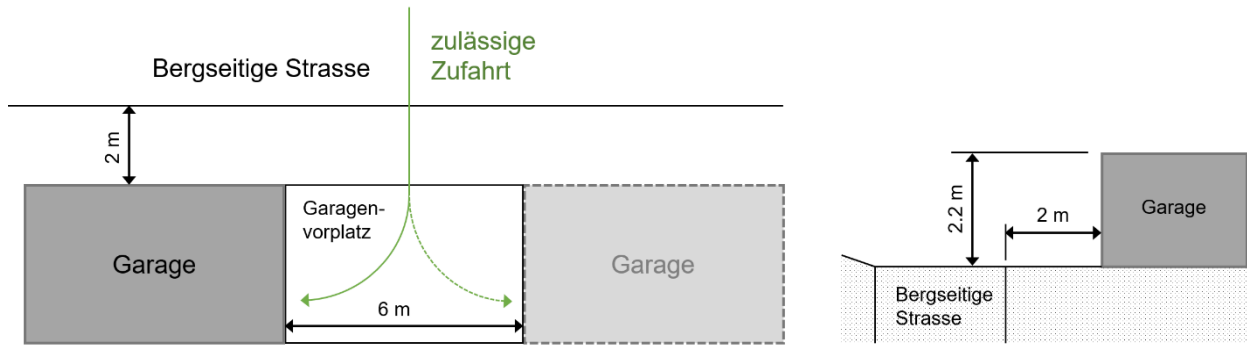 zulässige
Zufahrt
Bergseitige Strasse
2 m
Garagen-
vorplatz
Garage
Garage
6 m
2.2 m
2 m
Garage
Bergseitige
Strasse